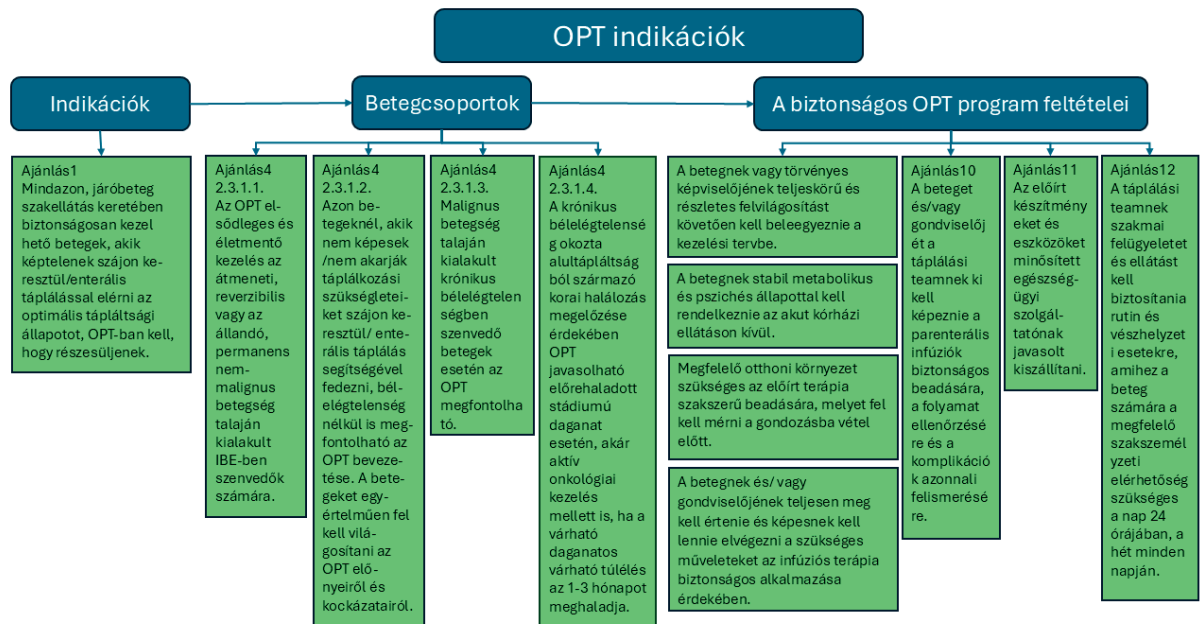 OPT indikációk
Indikációk
Betegcsoportok
A biztonságos OPT program feltételei
Ajánlás1
Mindazon, járóbeteg
szakellátás keretében
biztonságosan kezel
hető betegek, akik
képtelenek szájon ke-
resztül/enterális
táplálással elérni az
optimális tápláltsági
állapotot, OPT-ban kell,
hogy részesüljenek.
Ajánlás4
2.3.1.1.
Az OPT el-
sődleges és
életmentő
kezelés az
átmeneti,
reverzibilis
vagy az
állandó,
permanens
nem-
malignus
betegség
talaján
kialakult
IBE-ben
szenvedők
számára.
Ajánlás4
2.3.1.2.
Azon be-
tegeknél, akik
nem képesek
/nem akarják
táplálkozási
szükségletei-
ket szájon ke-
resztül/ ente-
rális táplálás
segítségével
fedezni, bél-
elégtelenség
nélkül is meg-
fontolható az
OPT beveze-
tése. A bete-
geket egy-
értelműen fel
kell vilá-
gosítani az
OPT elő-
nyeiről és
kockázatairól.
Ajánlás4
2.3.1.3.
Malignus
betegség
talaján
kialakult
krónikus
bélelégtelen
ségben
szenvedő
betegek
esetén az
OPT
megfontolha
tó.
Ajánlás4
2.3.1.4.
A krónikus
bélelégtelensé
g okozta
alultápláltság
ból származó
korai halálozás
megelőzése
érdekében
OPT
javasolható
előrehaladott
stádiumú
daganat
esetén, akár
aktív
onkológiai
kezelés
mellett is, ha a
várható
daganatos
várható túlélés
az 1-3 hónapot
meghaladja.
A betegnek vagy törvényes
képviselőjének teljeskörű és
részletes felvilágosítást
követően kell beleegyeznie a
kezelési tervbe.
A betegnek stabil metabolikus
és pszichés állapottal kell
rendelkeznie az akut kórházi
ellátáson kívül.
Megfelelő otthoni környezet
szükséges az előírt terápia
szakszerű beadására, melyet fel
kell mérni a gondozásba vétel
előtt.
A betegnek és/ vagy
gondviselőjének teljesen meg
kell értenie és képesnek kell
lennie elvégezni a szükséges
műveleteket az infúziós terápia
biztonságos alkalmazása
érdekében.
Ajánlás10
A beteget
és/vagy
gondviselőj
ét a
táplálási
teamnek ki
kell
képeznie a
parenterális
infúziók
biztonságos
beadására,
a folyamat
ellenőrzésé
re és a
komplikáció
k azonnali
felismerésé
re.
Ajánlás11
Az előírt
készítmény
eket és
eszközöket
minősített
egészség-
ügyi
szolgál-
tatónak
javasolt
kiszállítani.
Ajánlás12
A táplálási
teamnek
szakmai
felügyeletet
és ellátást
kell
biztosítania
rutin és
vészhelyzet
i esetekre,
amihez a
beteg
számára a
megfelelő
szakszemél
yzeti
elérhetőség
szükséges
a nap 24
órájában, a
hét minden
napján.